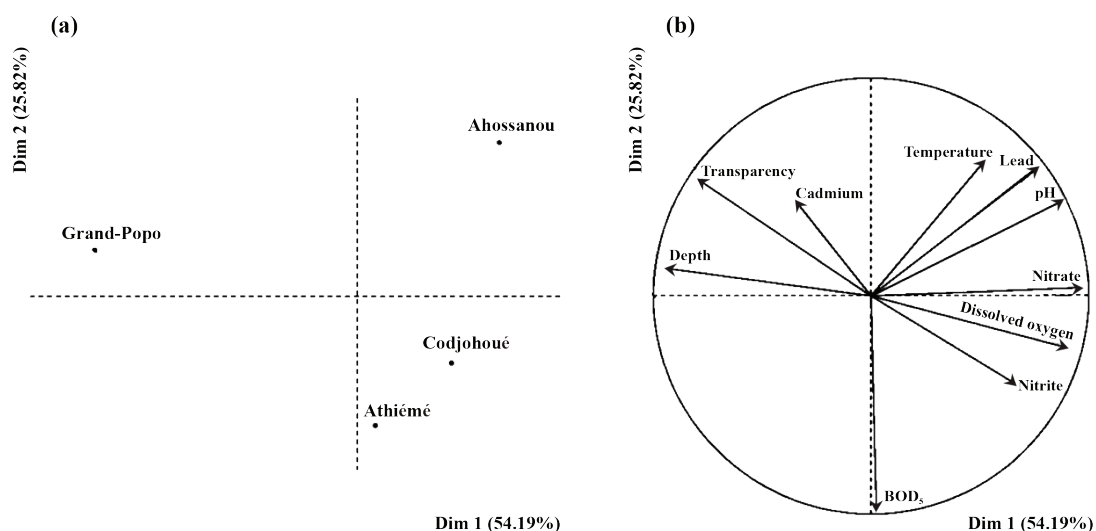 (a)
Dim 2 (25.82%)
Ahossanou
Grand-Popo
Codjohoué
Athiémé
Dim 1 (54.19%)
(b)
Dim 2 (25.82%)
Temperature
Lead
Transparency
Cadmium
pH
Depth
Nitrate
Dissolved oxygen
Nitrite
BOD₅
Dim 1 (54.19%)